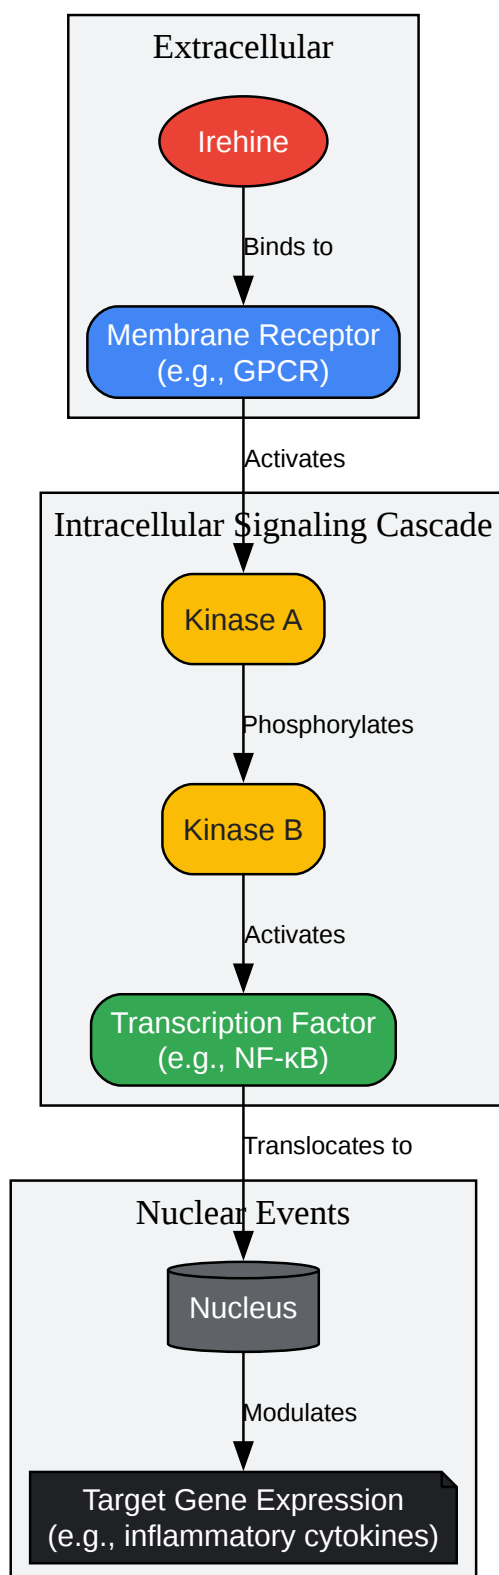 Extracellular
Irehine
Binds to
Membrane Receptor
(e.g., GPCR)
Activates
Intracellular Signaling Cascade
Kinase A
Phosphorylates
Kinase B
Activates
Transcription Factor
(e.g., NF-κB)
Translocates to
Nuclear Events
Nucleus
Modulates
Target Gene Expression
(e.g., inflammatory cytokines)